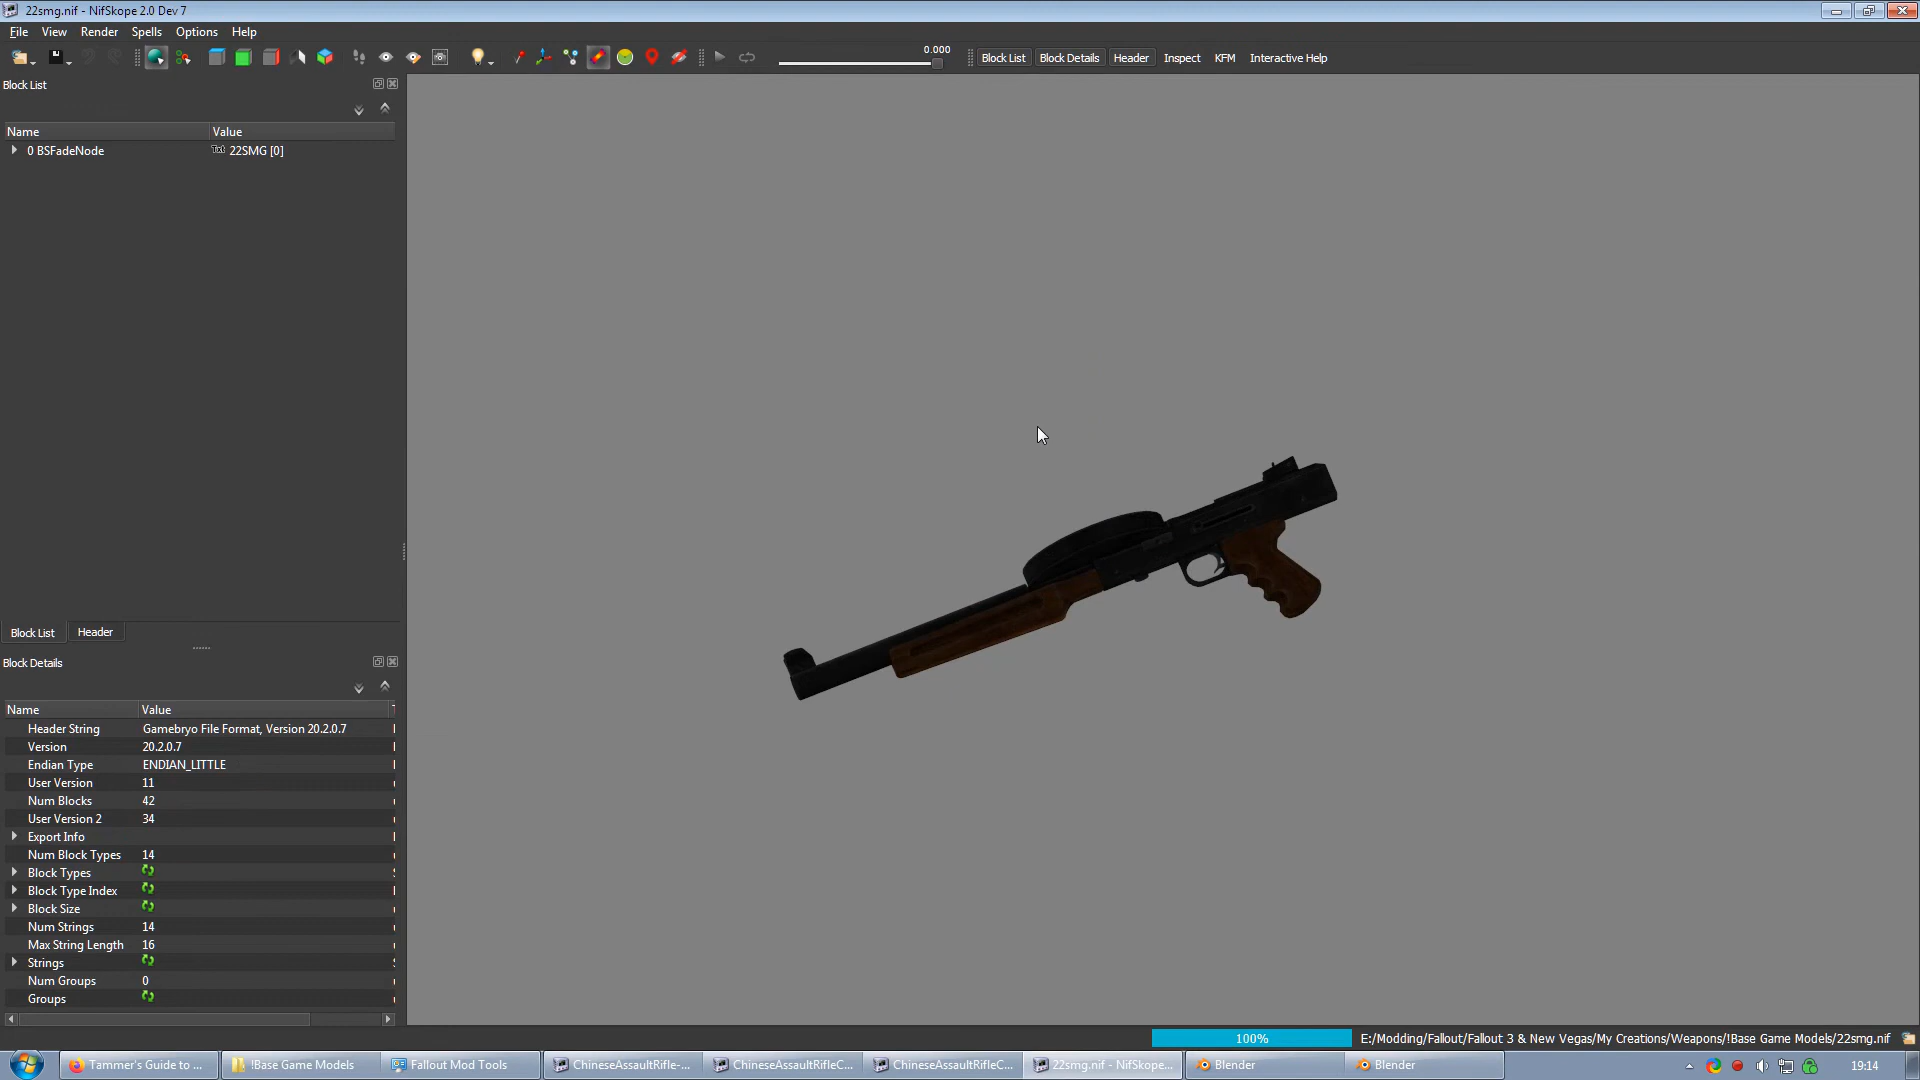 22smg.nif - NifSkope 2.0 Dev 7
File View Render Spells Options Help
0.000
Block List Block Details Header Inspect KFM Interactive Help
Block List
Name Value
0 BSFadeNode Txt 22SMG [0]
Block List Header
Block Details
Name Value
Header String Gamebryo File Format, Version 20.2.0.7
Version 20.2.0.7
Endian Type ENDIAN_LITTLE
User Version 11
Num Blocks 42
User Version 2 34
Export Info
Num Block Types 14
Block Types
Block Type Index
Block Size
Num Strings 14
Max String Length 16
Strings
Num Groups 0
Groups
100% E:/Modding/Fallout/Fallout 3 & New Vegas/My Creations/Weapons/!Base Game Models/22smg.nif
Tammer's Guide to ... !Base Game Models Fallout Mod Tools ChineseAssaultRifle-... ChineseAssaultRifleC... ChineseAssaultRifleC... 22smg.nif - NifSkope... Blender Blender 19:14